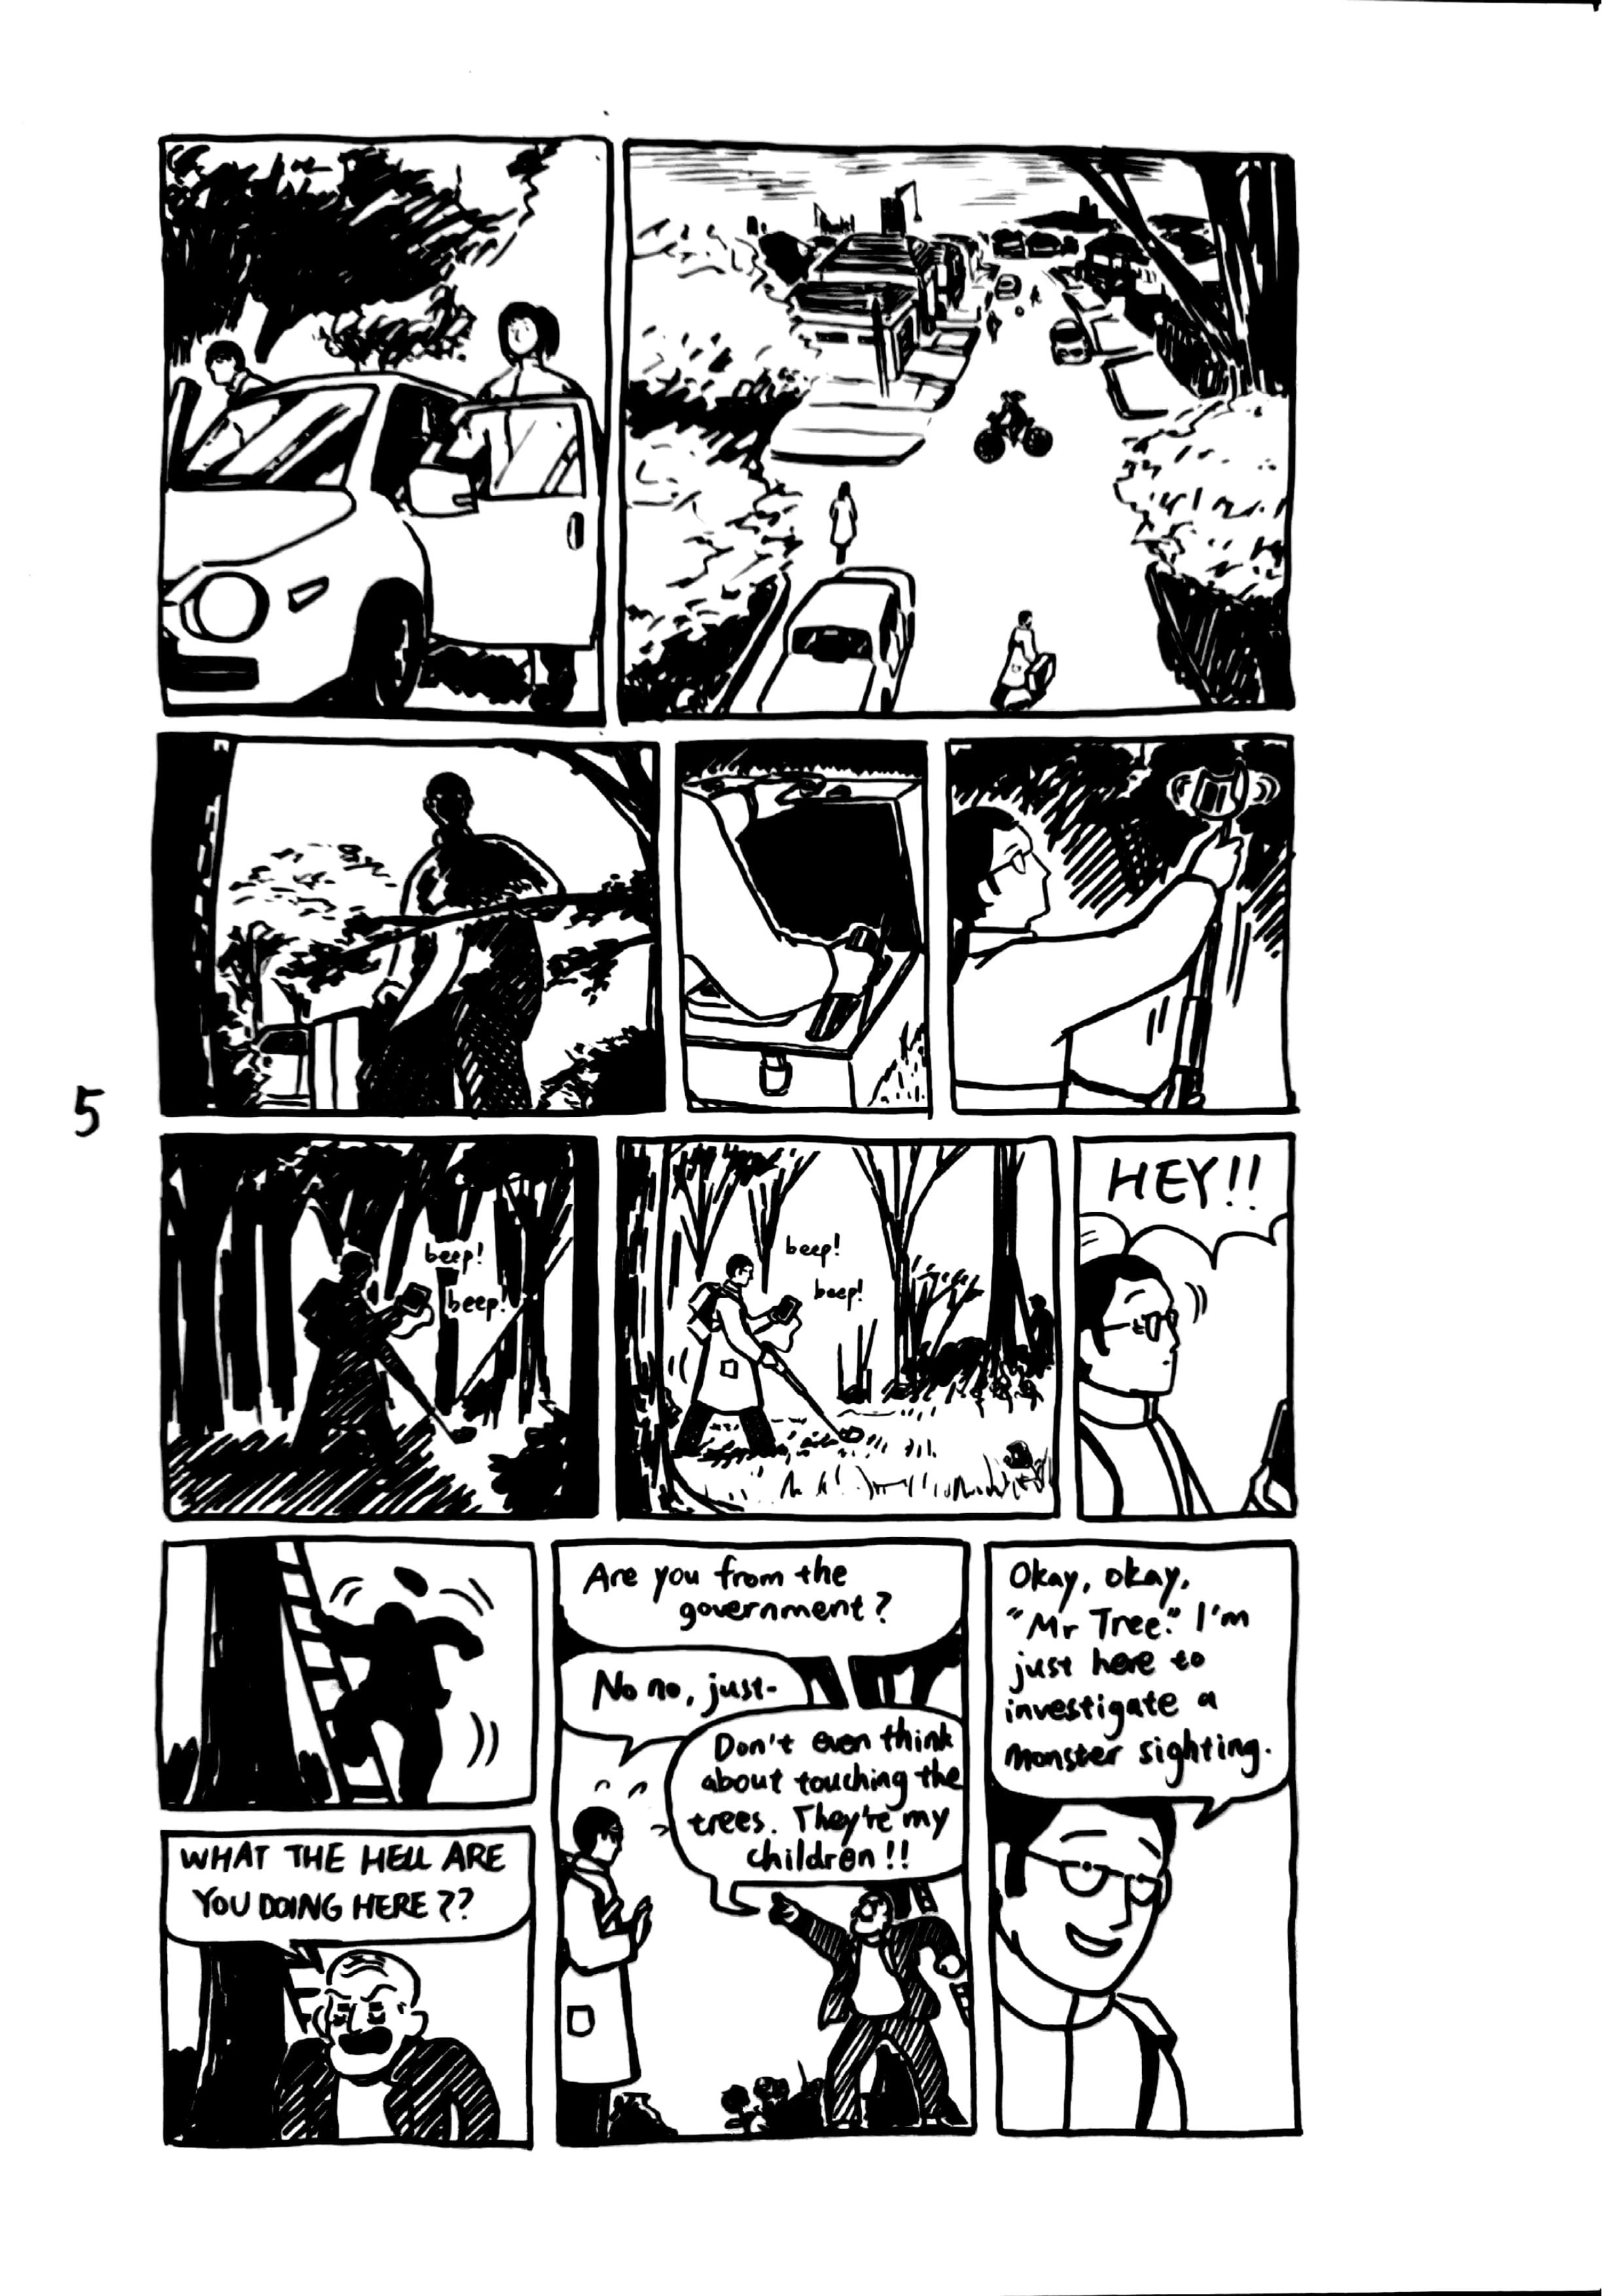 5
beep!
beep!
beep!
beep!
HEY!!
WHAT THE HELL ARE
YOU DOING HERE??
Are you from the
government?
No no, just-
Don't even think
about touching the
trees. They're my
children!!
Okay, okay,
"Mr Tree." I'm
just here to
investigate a
monster sighting.